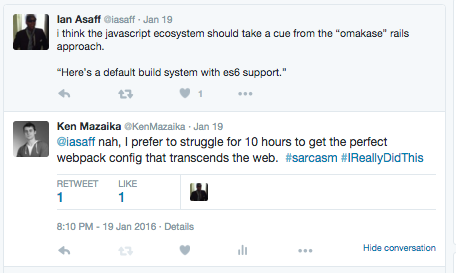 Ian Asaff @iasaff · Jan 19
i think the javascript ecosystem should take a cue from the "omakase" rails
approach.
"Here's a default build system with es6 support."
1
Ken Mazaika @KenMazaika · Jan 19
@iasaff nah, I prefer to struggle for 10 hours to get the perfect
webpack config that transcends the web. #sarcasm #IReallyDidThis
RETWEET LIKE
1 1
8:10 PM - 19 Jan 2016 · Details
Hide conversation